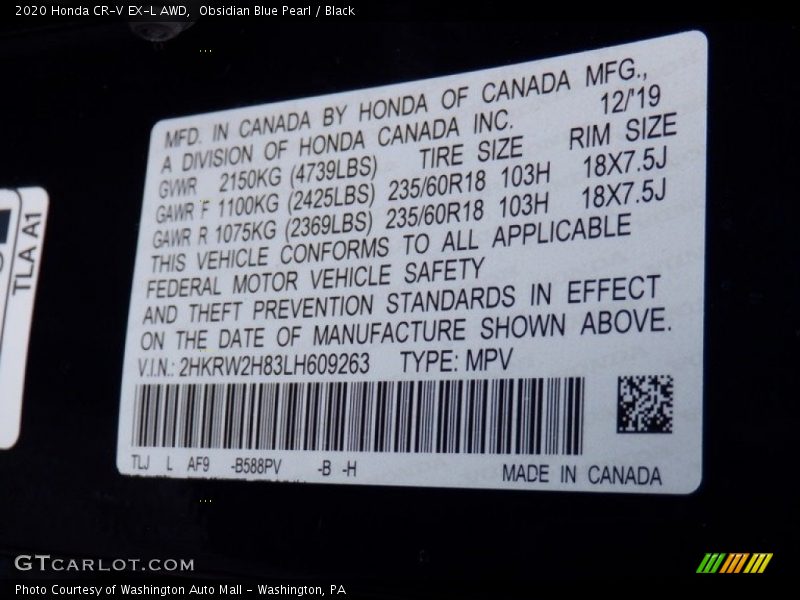 2020 Honda CR-V EX-L AWD,  Obsidian Blue Pearl / Black
MFD. IN CANADA BY HONDA OF CANADA MFG.,
A DIVISION OF HONDA CANADA INC. 12/'19
GVWR 2150KG (4739LBS) TIRE SIZE RIM SIZE
GAWR F 1100KG (2425LBS) 235/60R18 103H 18X7.5J
GAWR R 1075KG (2369LBS) 235/60R18 103H 18X7.5J
THIS VEHICLE CONFORMS TO ALL APPLICABLE
FEDERAL MOTOR VEHICLE SAFETY
AND THEFT PREVENTION STANDARDS IN EFFECT
ON THE DATE OF MANUFACTURE SHOWN ABOVE.
V.I.N.: 2HKRW2H83LH609263 TYPE: MPV
TLJ L AF9 -B588PV -B -H
MADE IN CANADA
TLA A1
GTCARLOT.COM
Photo Courtesy of Washington Auto Mall - Washington, PA